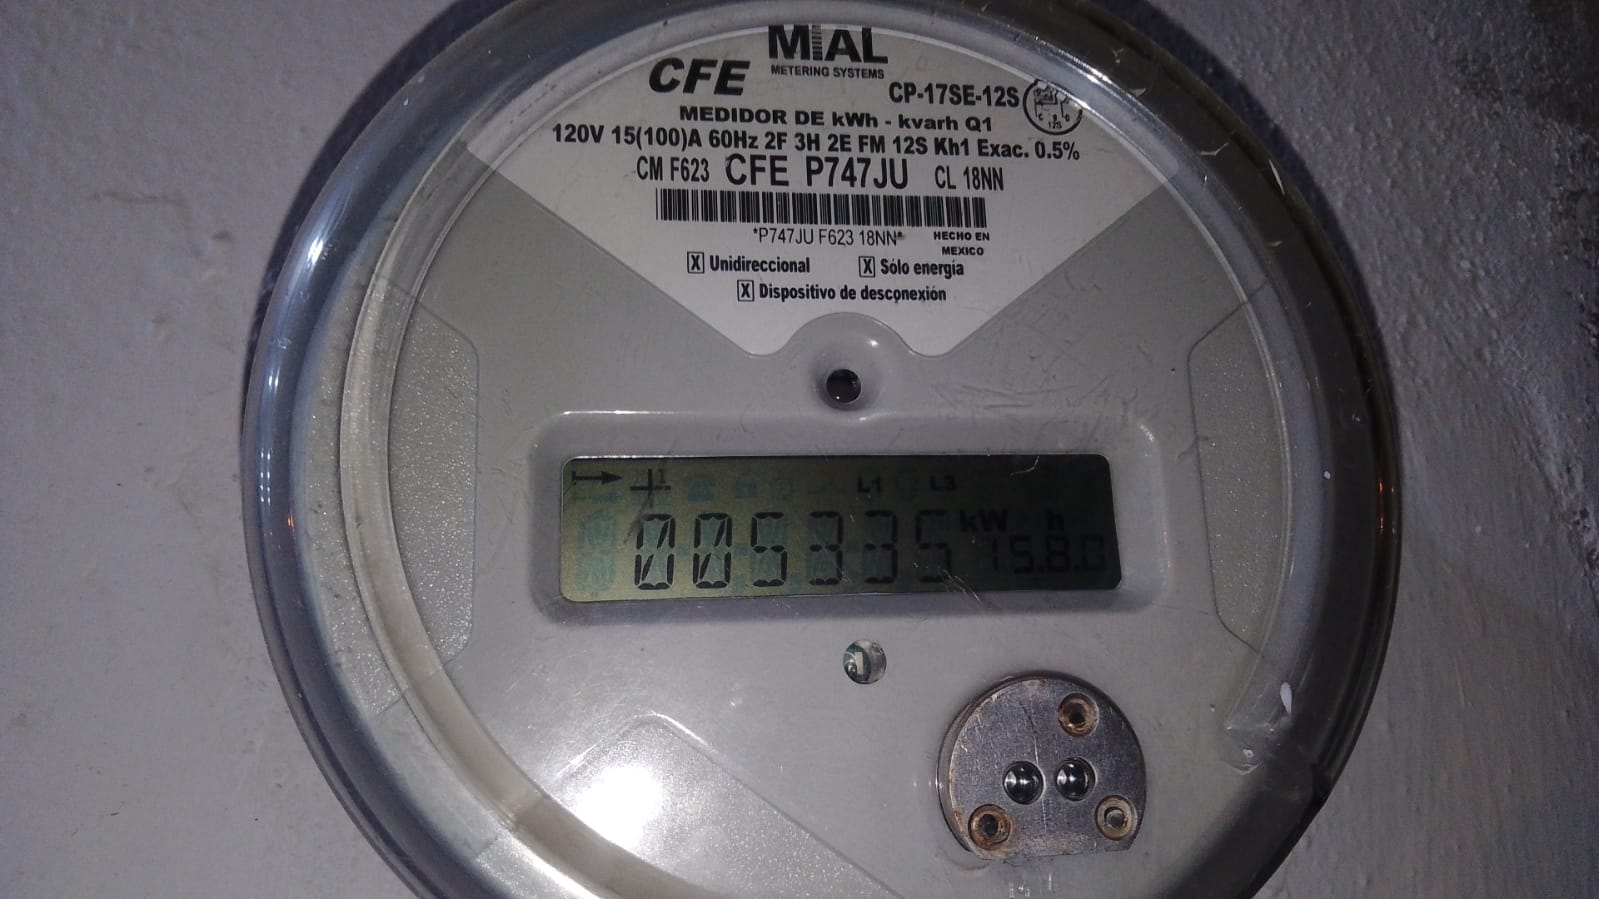 MIAL
METERING SYSTEMS
CFE
CP-17SE-12S
MEDIDOR DE kWh - kvarh Q1
120V 15(100)A 60Hz 2F 3H 2E FM 12S Kh1 Exac. 0.5%
CM F623 CFE P747JU CL 18NN
*P747JU F623 18NN*
HECHO EN
MEXICO
X Unidireccional X Sólo energía
X Dispositivo de desconexión
L1 L3
005335 kW h 1.5.8.0